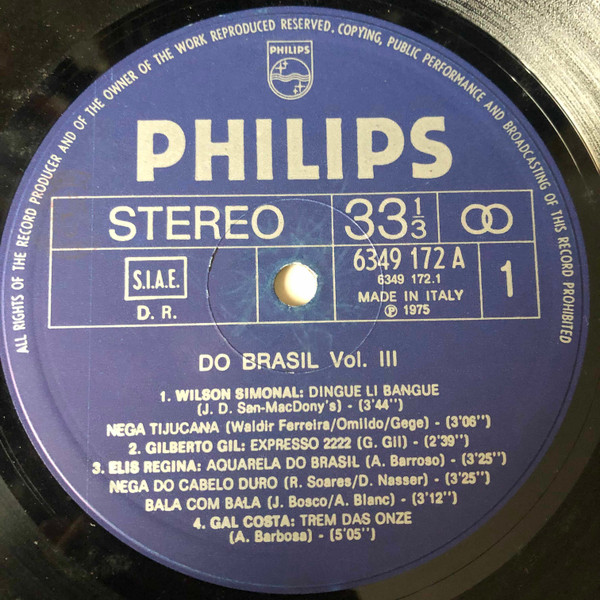 ALL RIGHTS OF THE RECORD PRODUCER AND OF THE OWNER OF THE WORK REPRODUCED RESERVED. COPYING, PUBLIC PERFORMANCE AND BROADCASTING OF THIS RECORD PROHIBITED
PHILIPS
PHILIPS
STEREO 33 1/3
S.I.A.E.
D. R.
6349 172 A
6349 172.1
MADE IN ITALY
℗ 1975
1
DO BRASIL Vol. III
1. WILSON SIMONAL: DINGUE LI BANGUE
(J. D. San-MacDony's) - (3'44")
NEGA TIJUCANA (Waldir Ferreira/Omildo/Gege) - (3'06")
2. GILBERTO GIL: EXPRESSO 2222 (G. Gil) - (2'39")
3. ELIS REGINA: AQUARELA DO BRASIL (A. Barroso) - (3'25")
NEGA DO CABELO DURO (R. Soares/D. Nasser) - (3'25")
BALA COM BALA (J. Bosco/A. Blanc) - (3'12")
4. GAL COSTA: TREM DAS ONZE
(A. Barbosa) - (5'05")